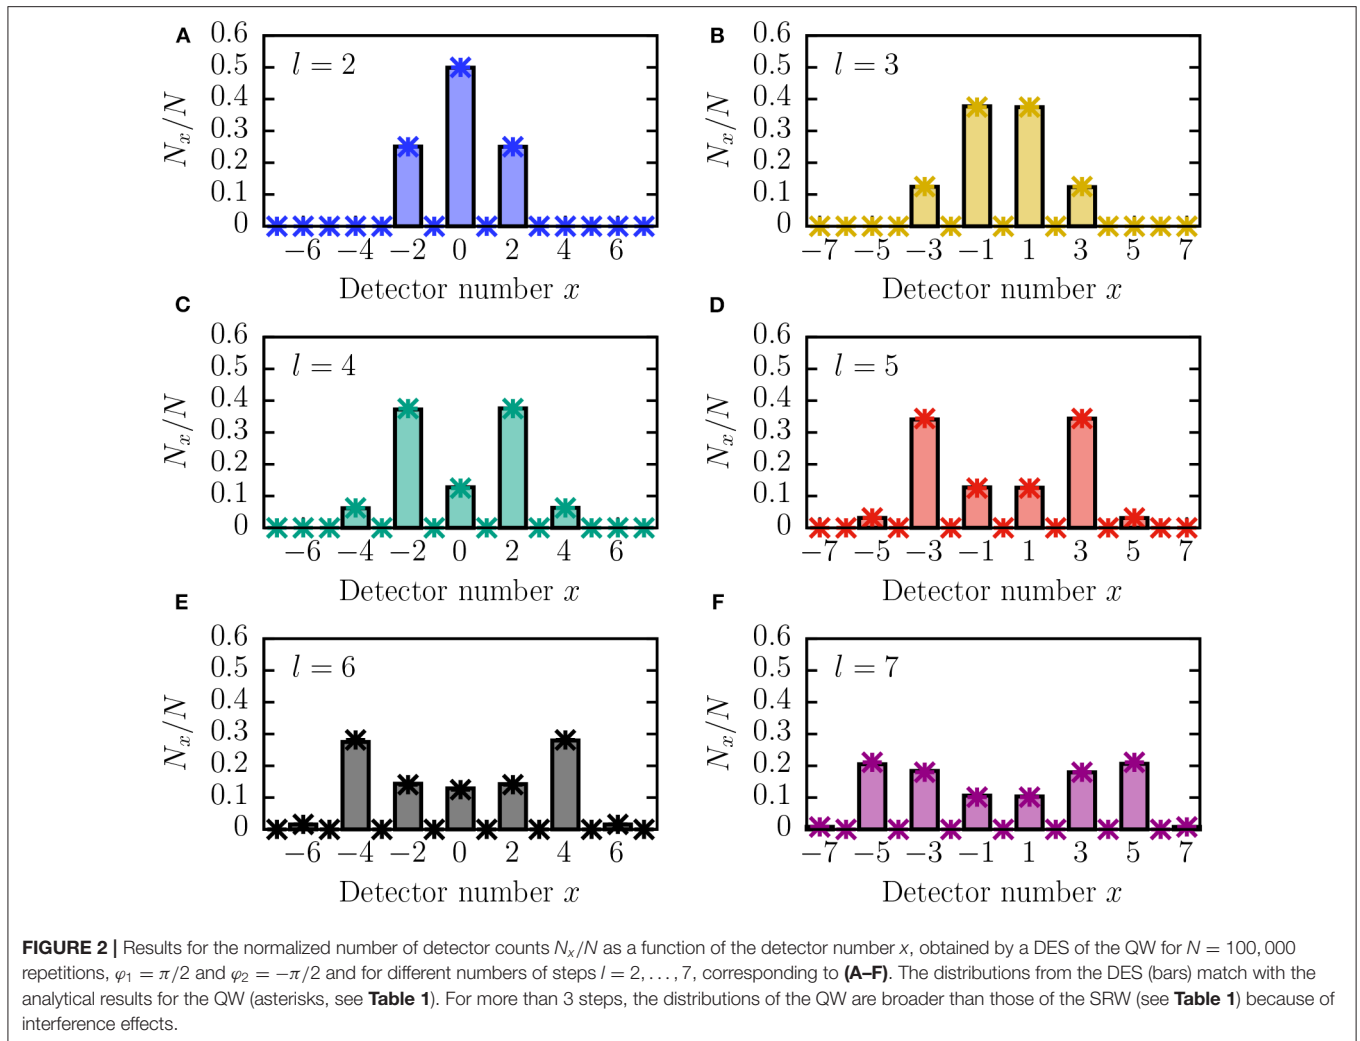 A
0.6
0.5
0.4
0.3
0.2
0.1
0
N_x/N
l = 2
−6 −4 −2 0 2 4 6
Detector number x
B
0.6
0.5
0.4
0.3
0.2
0.1
0
N_x/N
l = 3
−7 −5 −3 −1 1 3 5 7
Detector number x
C
0.6
0.5
0.4
0.3
0.2
0.1
0
N_x/N
l = 4
−6 −4 −2 0 2 4 6
Detector number x
D
0.6
0.5
0.4
0.3
0.2
0.1
0
N_x/N
l = 5
−7 −5 −3 −1 1 3 5 7
Detector number x
E
0.6
0.5
0.4
0.3
0.2
0.1
0
N_x/N
l = 6
−6 −4 −2 0 2 4 6
Detector number x
F
0.6
0.5
0.4
0.3
0.2
0.1
0
N_x/N
l = 7
−7 −5 −3 −1 1 3 5 7
Detector number x
FIGURE 2 | Results for the normalized number of detector counts N_x/N as a function of the detector number x, obtained by a DES of the QW for N = 100, 000
repetitions, φ₁ = π/2 and φ₂ = −π/2 and for different numbers of steps l = 2, . . . , 7, corresponding to (A–F). The distributions from the DES (bars) match with the
analytical results for the QW (asterisks, see Table 1). For more than 3 steps, the distributions of the QW are broader than those of the SRW (see Table 1) because of
interference effects.